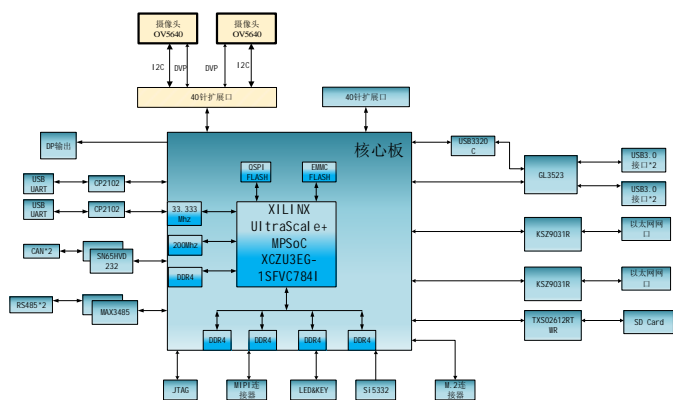 摄像头
OV5640
摄像头
OV5640
I2C
DVP
DVP
I2C
40针扩展口
40针扩展口
DP输出
核心板
USB3320
C
USB
UART
CP2102
QSPI
FLASH
EMMC
FLASH
GL3523
USB3.0
接口*2
USB3.0
接口*2
USB
UART
CP2102
33.333
Mhz
XILINX
UltraScale+
MPSoC
XCZU3EG-
1SFVC784I
200Mhz
DDR4
CAN*2
SN65HVD
232
KSZ9031R
以太网网
口
KSZ9031R
以太网网
口
RS485*2
MAX3485
TXS02612RT
WR
SD Card
DDR4
DDR4
DDR4
DDR4
JTAG
MIPI连
接器
LED&KEY
Si5332
M.2连
接器